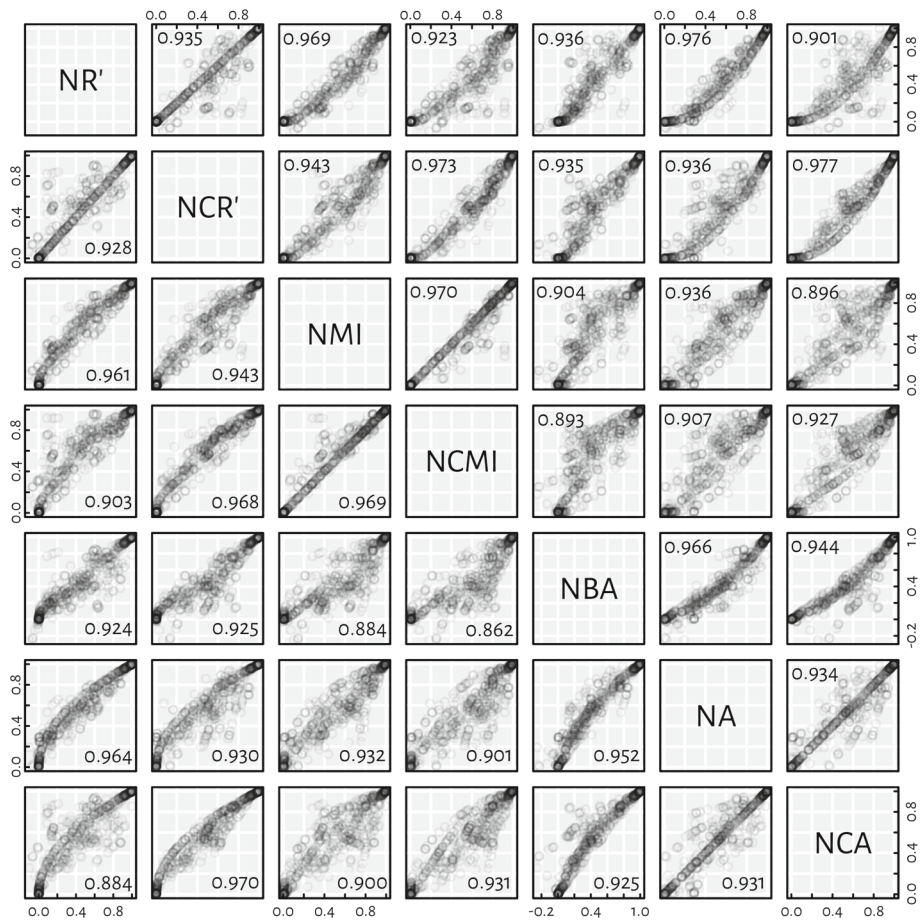 0.0 0.4 0.8 0.0 0.4 0.8 0.0 0.4 0.8
NR' 0.935 0.969 0.923 0.936 0.976 0.901 0.0 0.4 0.8
0.0 0.4 0.8 0.928 NCR' 0.943 0.973 0.935 0.936 0.977
0.961 0.943 NMI 0.970 0.904 0.936 0.896 0.0 0.4 0.8
0.0 0.4 0.8 0.903 0.968 0.969 NCMI 0.893 0.907 0.927
0.924 0.925 0.884 0.862 NBA 0.966 0.944 -0.2 0.4 1.0
0.0 0.4 0.8 0.964 0.930 0.932 0.901 0.952 NA 0.934
0.884 0.970 0.900 0.931 0.925 0.931 NCA 0.0 0.4 0.8
0.0 0.4 0.8 0.0 0.4 0.8 -0.2 0.4 1.0 0.0 0.4 0.8